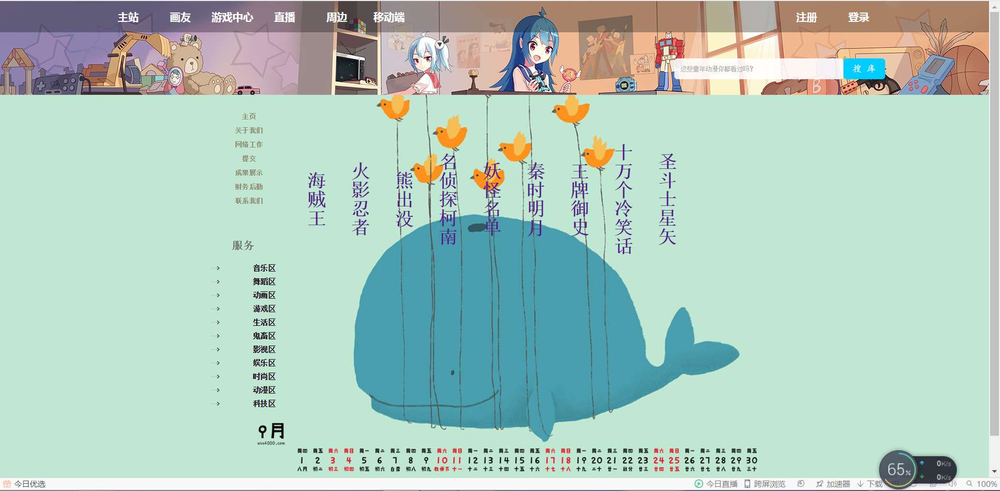 主站 画友 游戏中心 直播 周边 移动端 注册 登录
这些童年动漫你都看过吗?
搜 库
主页
关于我们
网络工作
提交
成果展示
财务后勤
联系我们
海贼王
火影忍者
熊出没
名侦探柯南
妖怪名单
秦时明月
王牌御史
十万个冷笑话
圣斗士星矢
服务
音乐区
舞蹈区
动画区
游戏区
生活区
鬼畜区
影视区
娱乐区
时尚区
动漫区
科技区
9月
win4000.com
周四 周五 周六 周日 周一 周二 周三 周四 周五 周六 周日 周一 周二 周三 周四 周五 周六 周日 周一 周二 周三 周四 周五 周六 周日 周一 周二 周三 周四 周五
1 2 3 4 5 6 7 8 9 10 11 12 13 14 15 16 17 18 19 20 21 22 23 24 25 26 27 28 29 30
八月 初二 初三 初四 初五 初六 白露 初八 初九 教师节 十一 十二 十三 十四 十五 十六 十七 十八 十九 二十 廿一 秋分 廿三 廿四 廿五 廿六 廿七 廿八 廿九 三十
65% 0K/s
0K/s
今日优选 今日直播 跨屏浏览 加速器 下载 100%